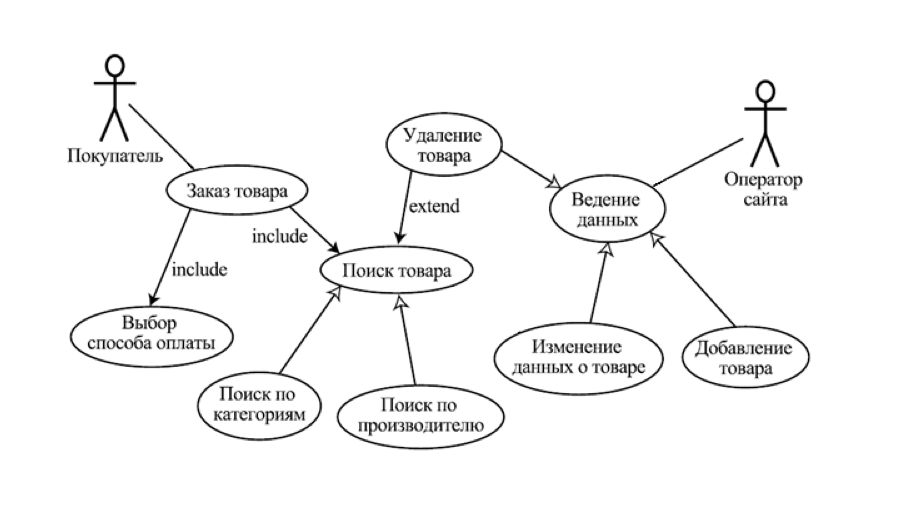 Покупатель
Заказ товара
Удаление
товара
Оператор
сайта
Ведение
данных
extend
include
include
Поиск товара
Выбор
способа оплаты
Изменение
данных о товаре
Добавление
товара
Поиск по
категориям
Поиск по
производителю